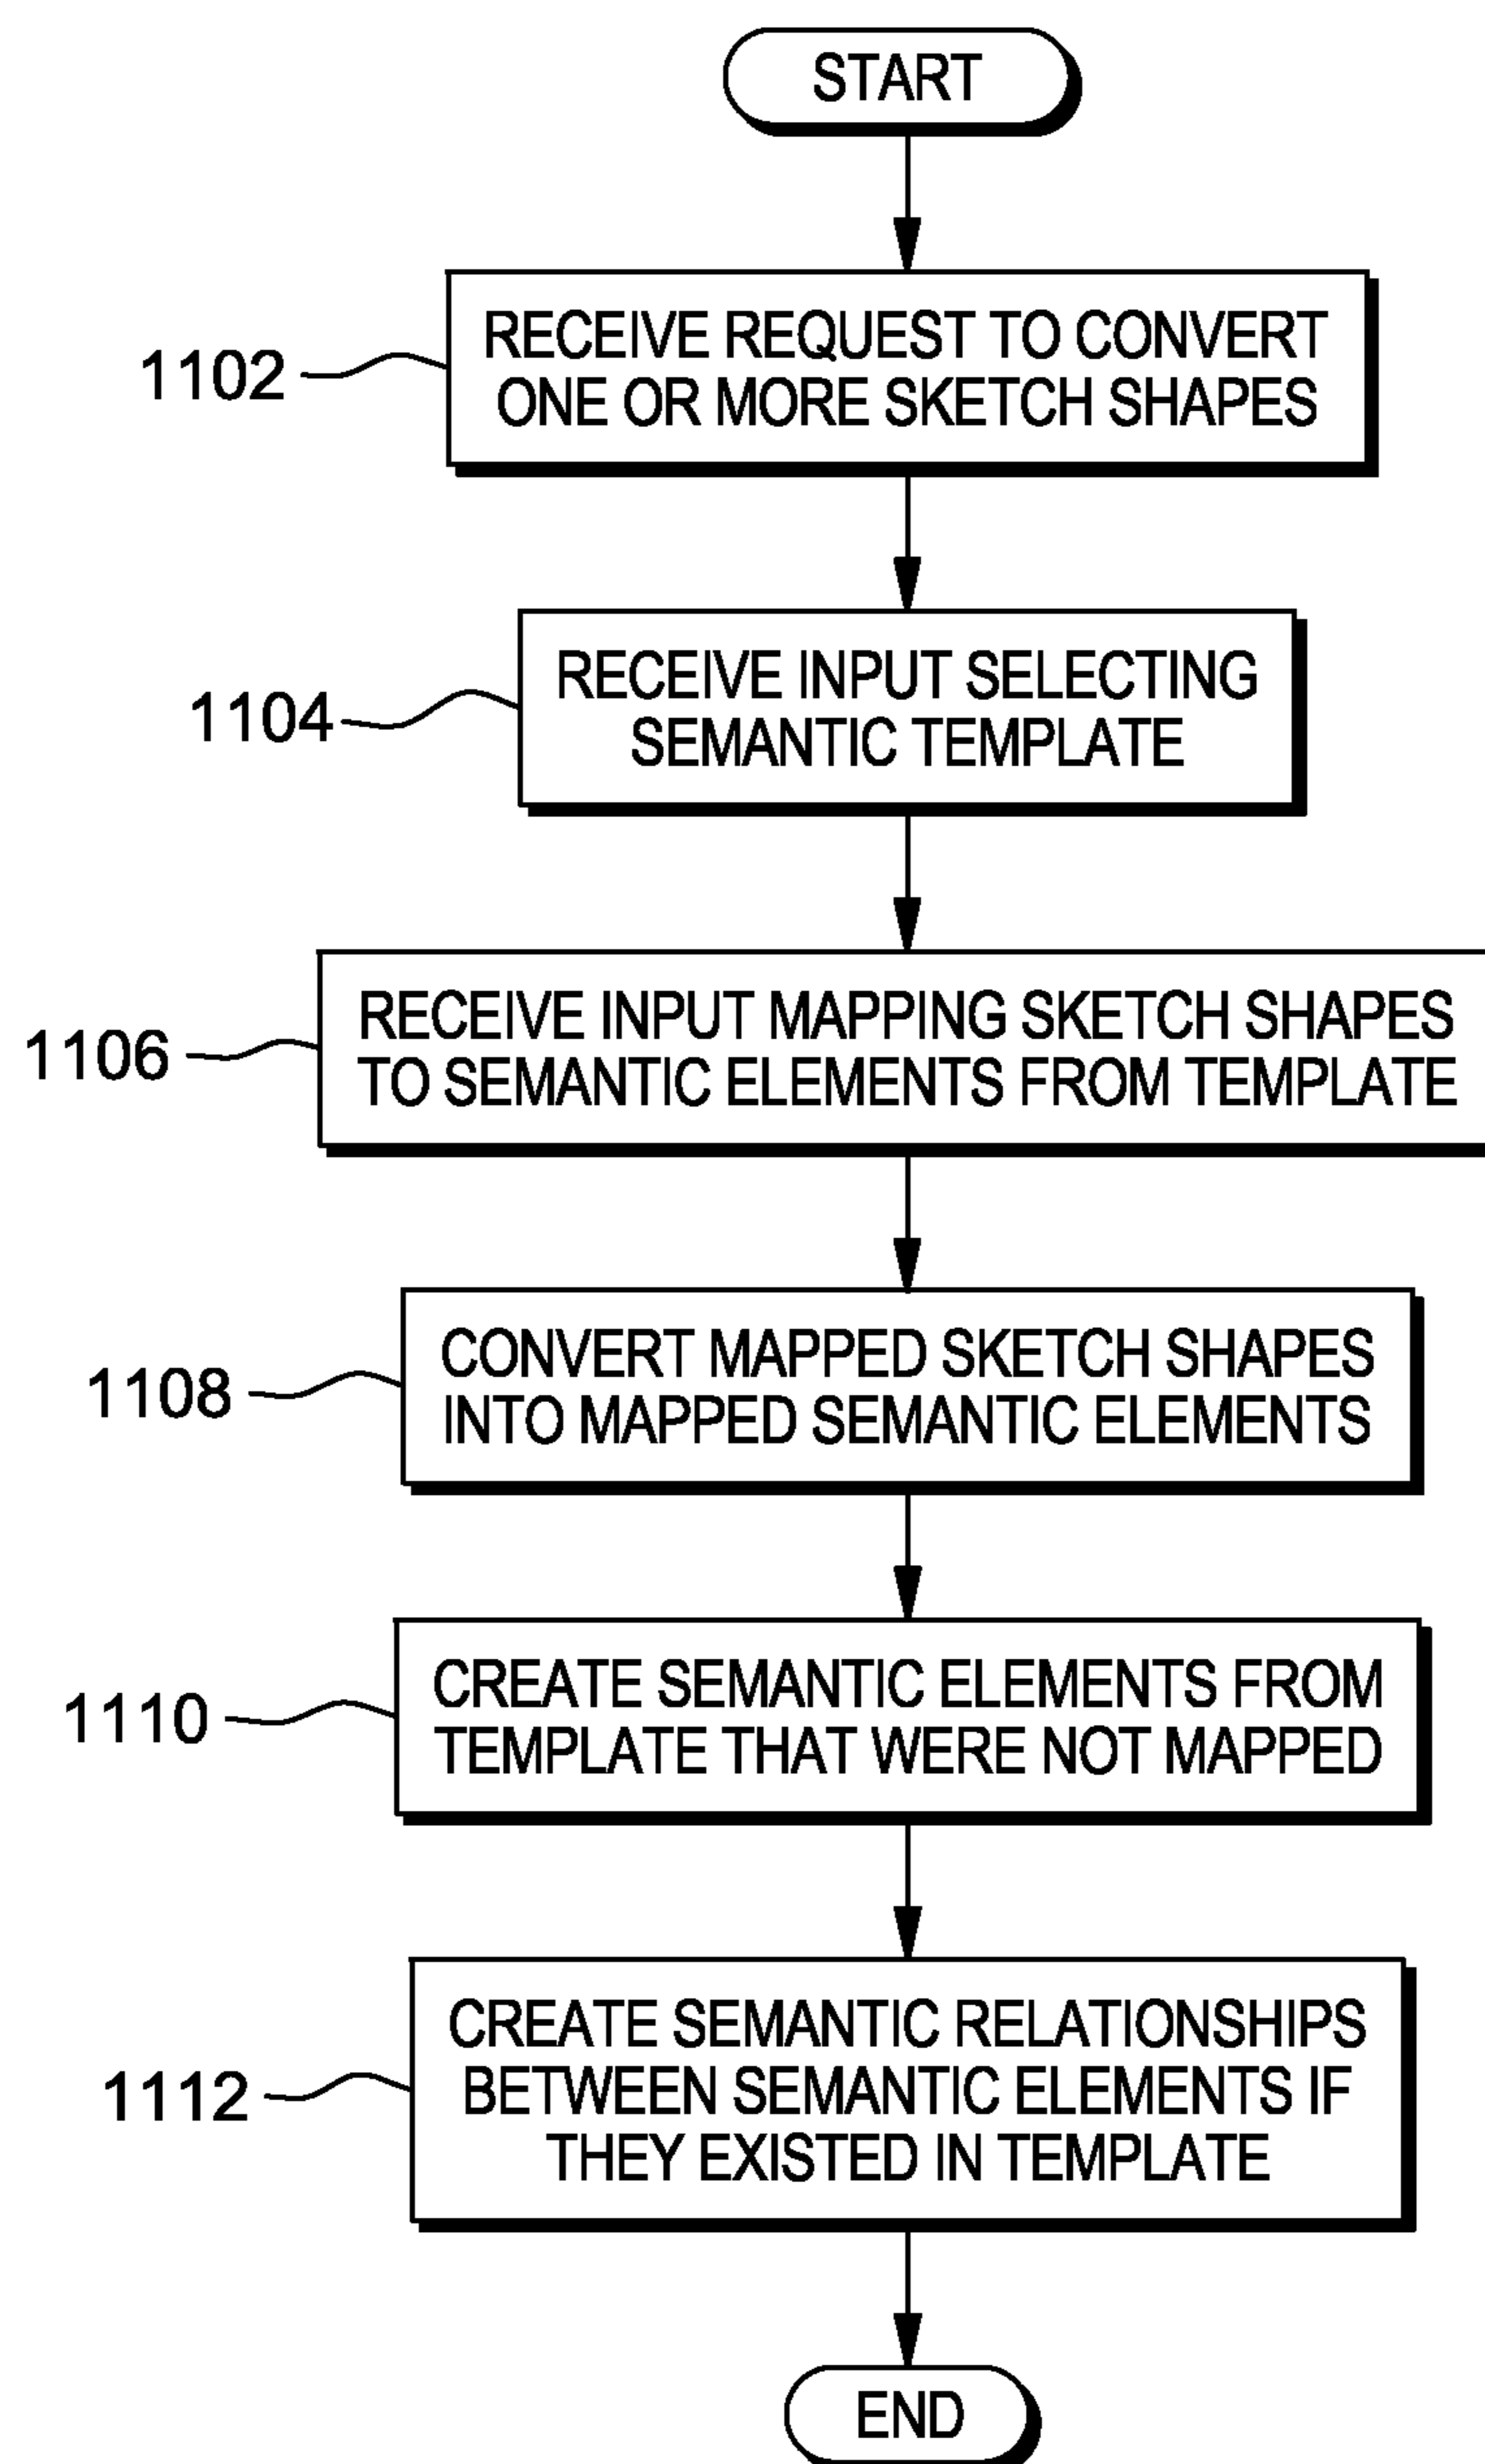 START
1102
RECEIVE REQUEST TO CONVERT
ONE OR MORE SKETCH SHAPES
1104
RECEIVE INPUT SELECTING
SEMANTIC TEMPLATE
1106
RECEIVE INPUT MAPPING SKETCH SHAPES
TO SEMANTIC ELEMENTS FROM TEMPLATE
1108
CONVERT MAPPED SKETCH SHAPES
INTO MAPPED SEMANTIC ELEMENTS
1110
CREATE SEMANTIC ELEMENTS FROM
TEMPLATE THAT WERE NOT MAPPED
1112
CREATE SEMANTIC RELATIONSHIPS
BETWEEN SEMANTIC ELEMENTS IF
THEY EXISTED IN TEMPLATE
END